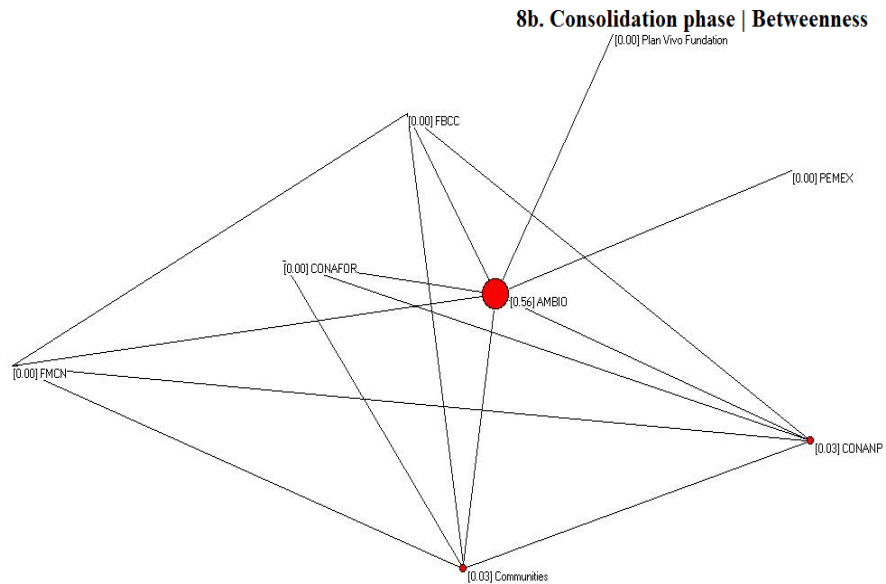 8b. Consolidation phase | Betweenness
[0.00] Plan Vivo Fundation
[0.00] FBCC
[0.00] PEMEX
[0.00] CONAFOR
[0.56] AMBIO
[0.00] FMCN
[0.03] CONANP
[0.03] Communities